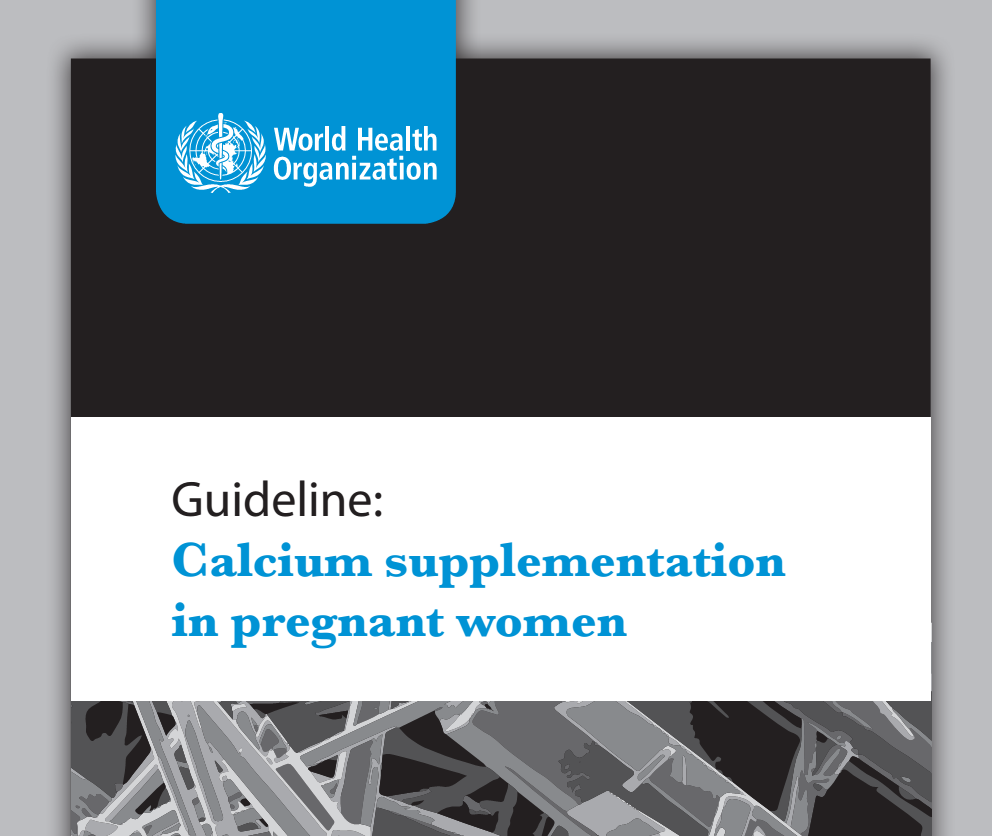 World Health
Organization
Guideline:
Calcium supplementation
in pregnant women